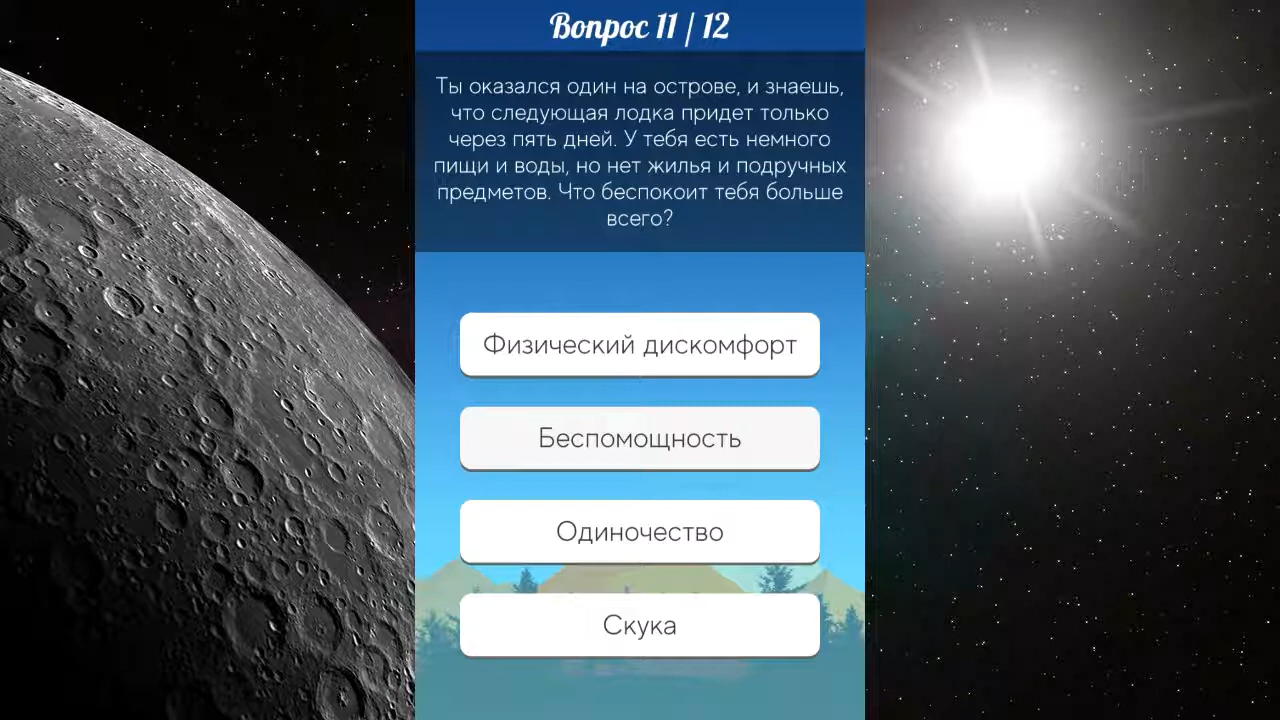 Вопрос 11 / 12
Ты оказался один на острове, и знаешь,
что следующая лодка придет только
через пять дней. У тебя есть немного
пищи и воды, но нет жилья и подручных
предметов. Что беспокоит тебя больше
всего?
Физический дискомфорт
Беспомощность
Одиночество
Скука